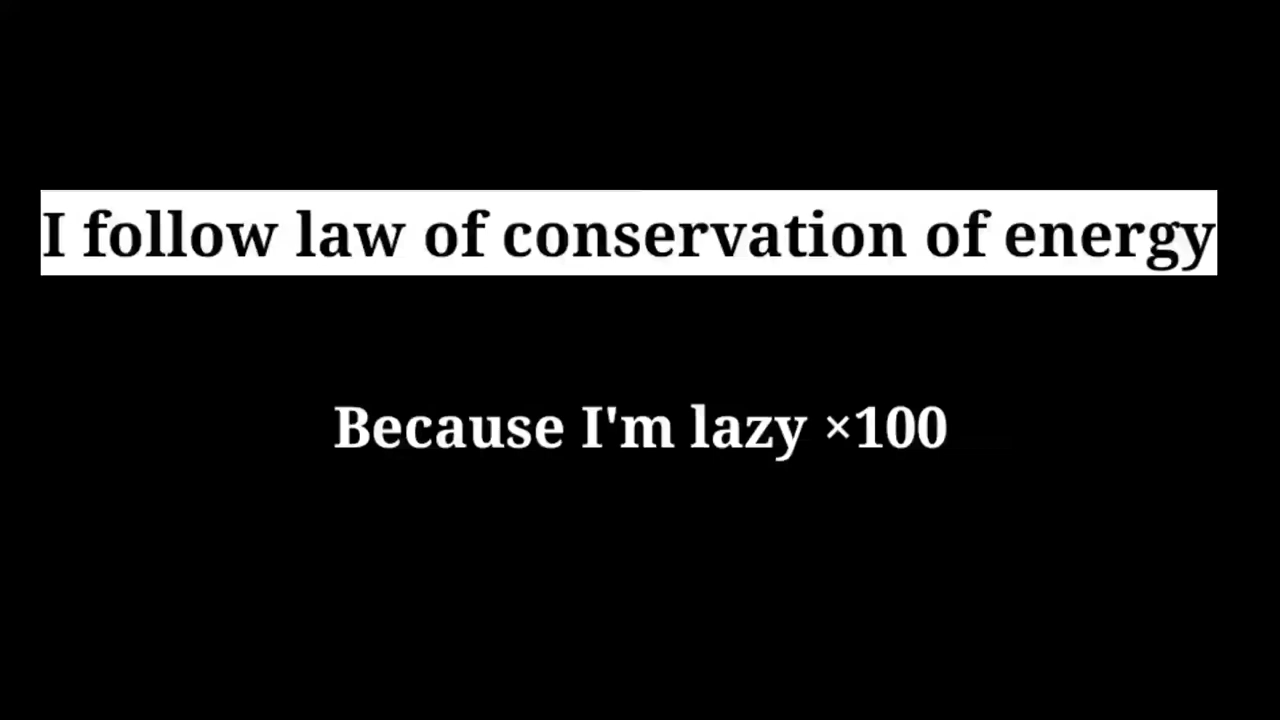 I follow law of conservation of energy
Because I'm lazy ×100